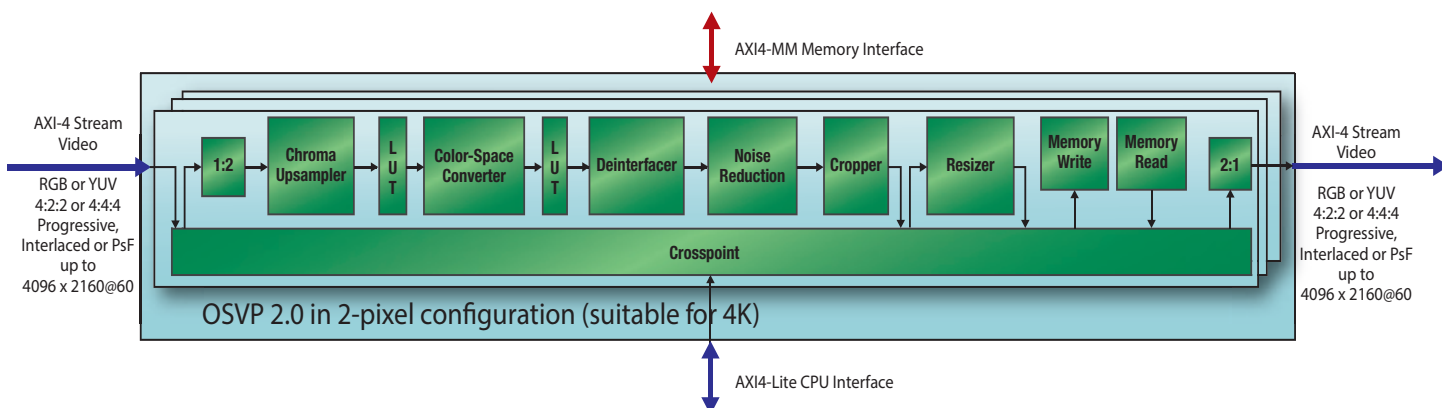 AXI4-MM Memory Interface
AXI-4 Stream
Video
RGB or YUV
4:2:2 or 4:4:4
Progressive,
Interlaced or PsF
up to
4096 x 2160@60
1:2
Chroma
Upsampler
L
U
T
Color-Space
Converter
L
U
T
Deinterfacer
Noise
Reduction
Cropper
Resizer
Memory
Write
Memory
Read
2:1
Crosspoint
OSVP 2.0 in 2-pixel configuration (suitable for 4K)
AXI-4 Stream
Video
RGB or YUV
4:2:2 or 4:4:4
Progressive,
Interlaced or PsF
up to
4096 x 2160@60
AXI4-Lite CPU Interface